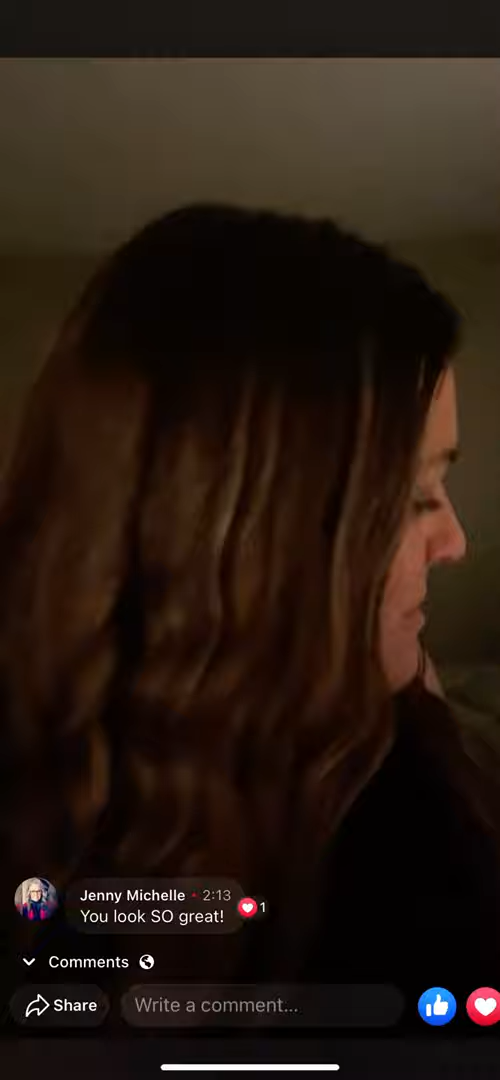 Jenny Michelle · 2:13
You look SO great!
1
Comments
Share
Write a comment...